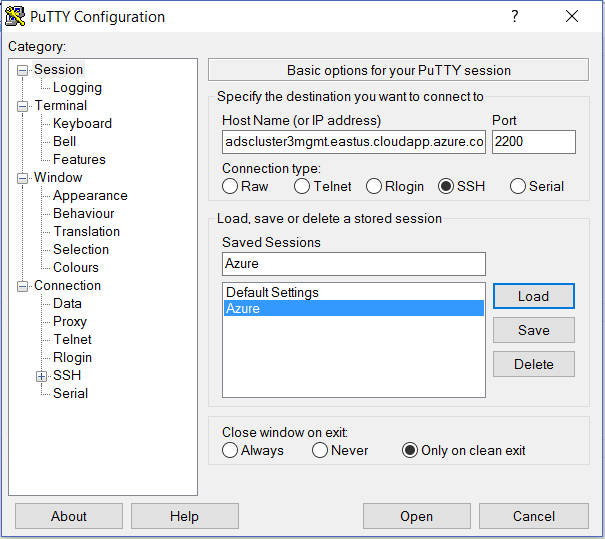 PuTTY Configuration
?
Category:
Session
Logging
Terminal
Keyboard
Bell
Features
Window
Appearance
Behaviour
Translation
Selection
Colours
Connection
Data
Proxy
Telnet
Rlogin
SSH
Serial
Basic options for your PuTTY session
Specify the destination you want to connect to
Host Name (or IP address) Port
adscluster3mgmt.eastus.cloudapp.azure.co 2200
Connection type:
Raw Telnet Rlogin SSH Serial
Load, save or delete a stored session
Saved Sessions
Azure
Default Settings
Azure
Load
Save
Delete
Close window on exit:
Always Never Only on clean exit
About Help Open Cancel